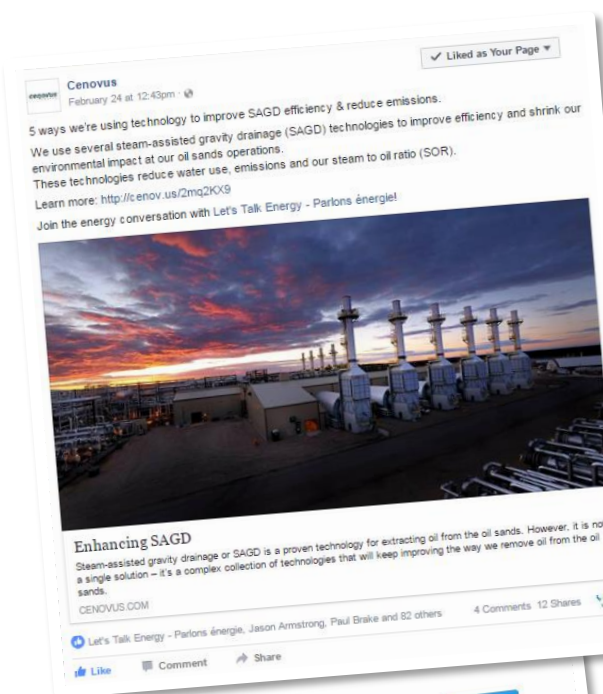 ✓ Liked as Your Page ▼
cenovus
Cenovus
February 24 at 12:43pm ·
5 ways we're using technology to improve SAGD efficiency & reduce emissions.
We use several steam-assisted gravity drainage (SAGD) technologies to improve efficiency and shrink our
environmental impact at our oil sands operations.
These technologies reduce water use, emissions and our steam to oil ratio (SOR).
Learn more: http://cenov.us/2mq2KX9
Join the energy conversation with Let's Talk Energy - Parlons énergie!
Enhancing SAGD
Steam-assisted gravity drainage or SAGD is a proven technology for extracting oil from the oil sands. However, it is not
a single solution – it's a complex collection of technologies that will keep improving the way we remove oil from the oil
sands.
CENOVUS.COM
Let's Talk Energy - Parlons énergie, Jason Armstrong, Paul Brake and 82 others
4 Comments 12 Shares
Like Comment Share